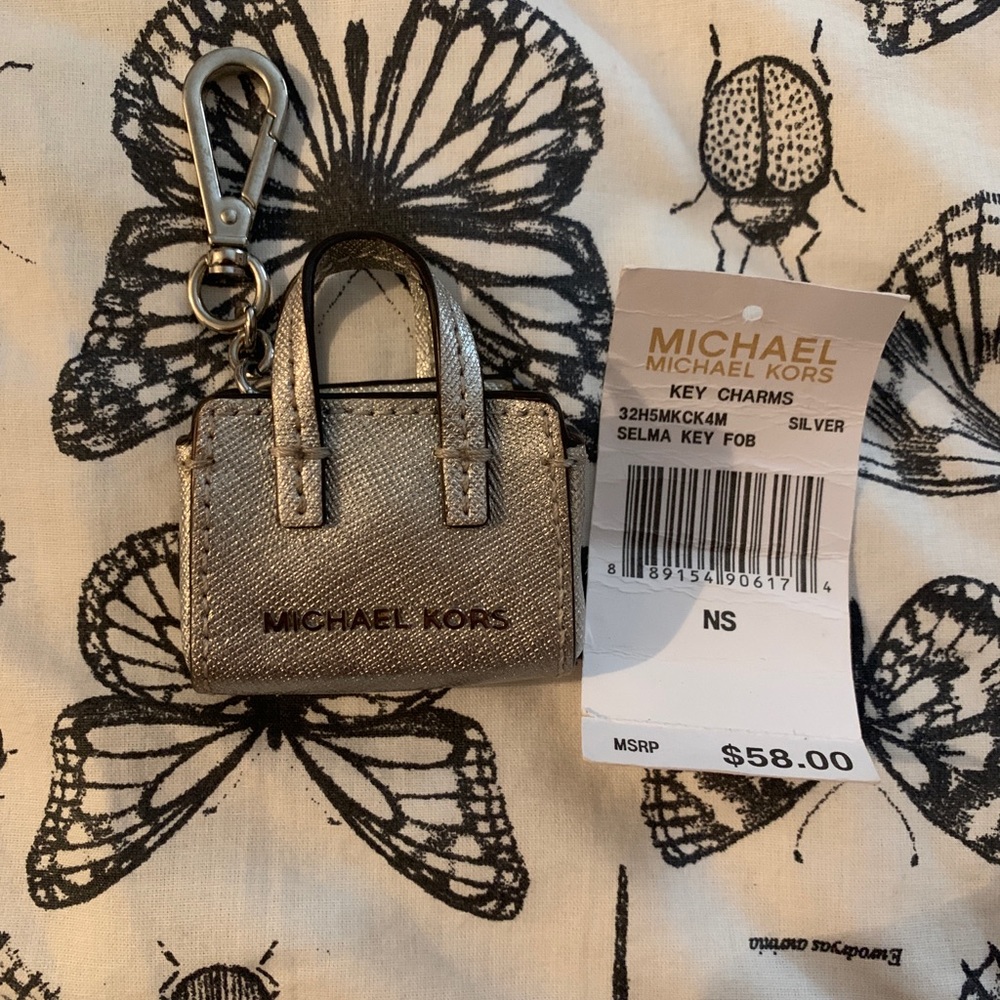 MICHAEL KORS
MICHAEL
MICHAEL KORS
KEY CHARMS
32H5MKCK4M SILVER
SELMA KEY FOB
8 89154 90617 4
NS
MSRP $58.00
Eurodryas aurinia